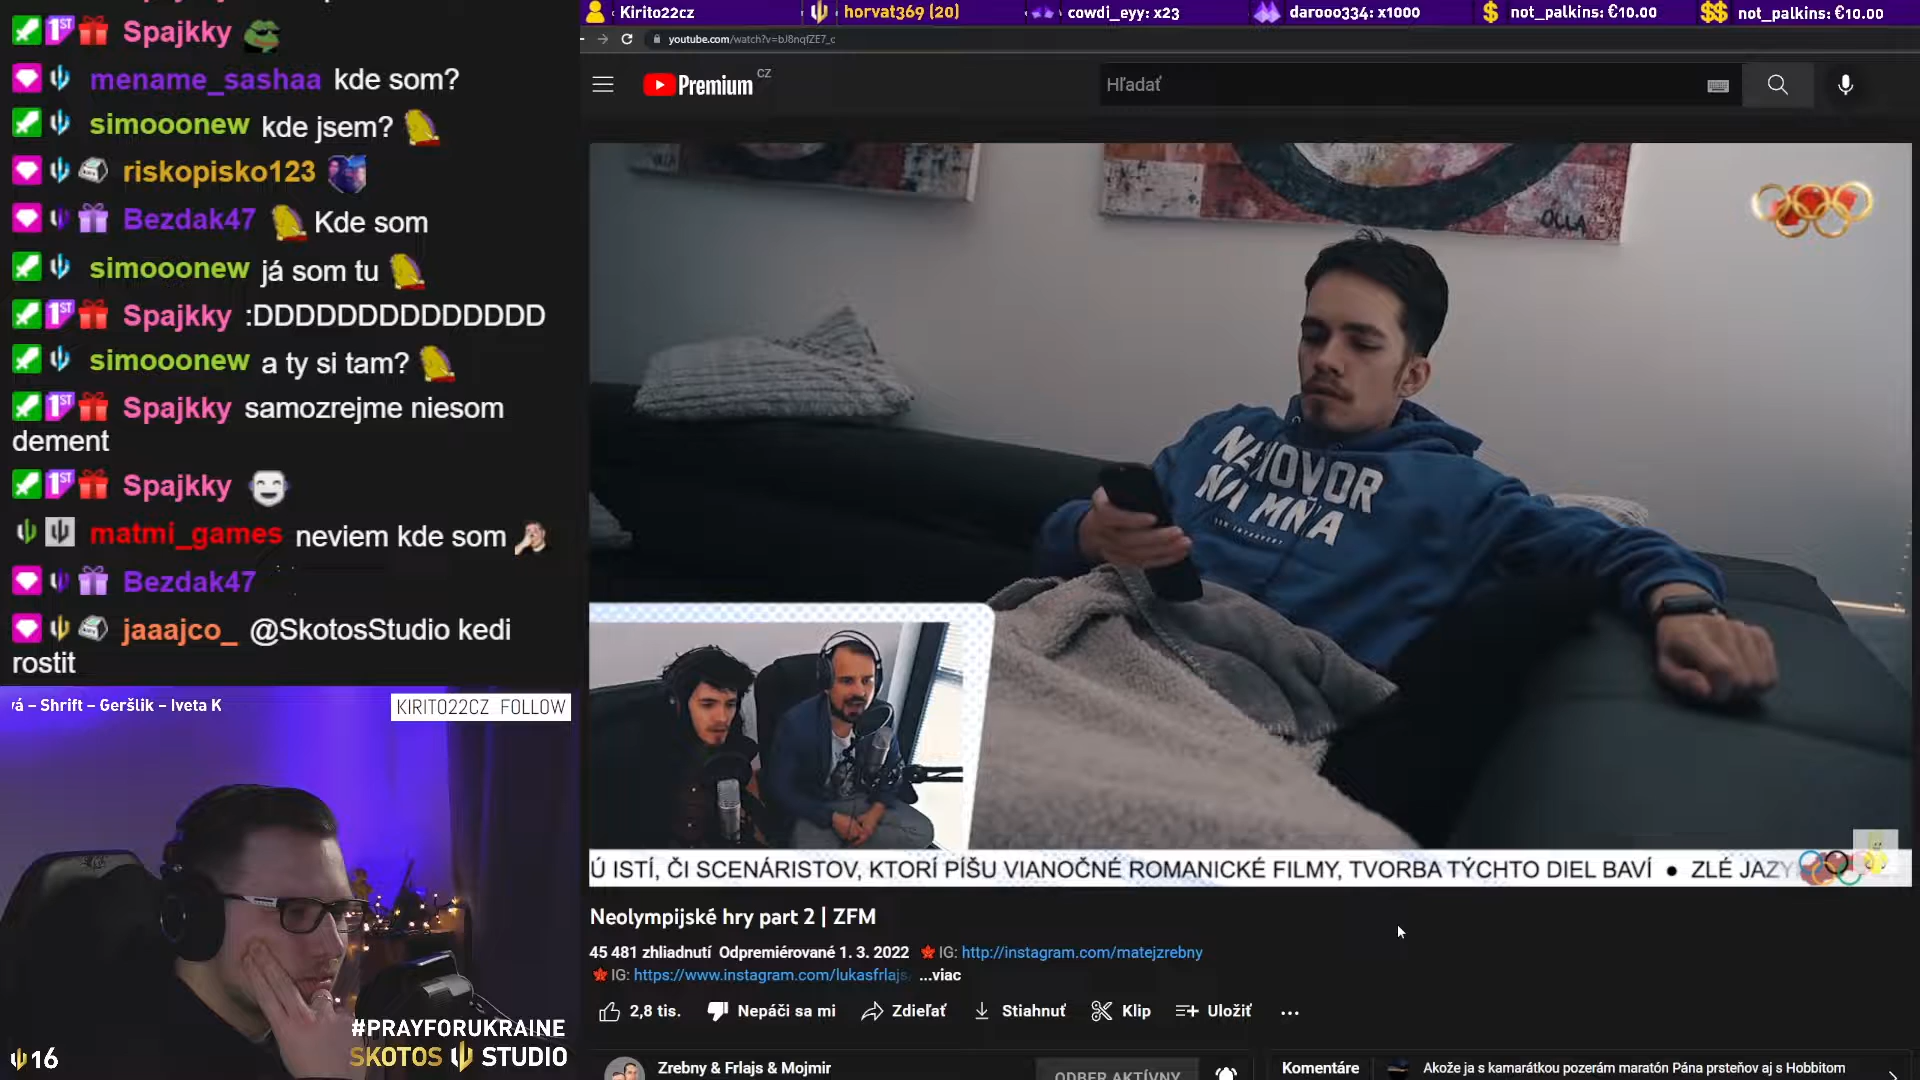 Spajkky
mename_sashaa kde som?
simooonew kde jsem?
riskopisko123
Bezdak47 Kde som
simooonew já som tu
Spajkky :DDDDDDDDDDDDDD
simooonew a ty si tam?
Spajkky samozrejme niesom
dement
Spajkky
matmi_games neviem kde som
Bezdak47
jaaajco_ @SkotosStudio kedi
rostit
vá – Shrift – Geršlik – Iveta K
KIRITO22CZ FOLLOW
#PRAYFORUKRAINE
SKOTOS STUDIO
16
Kirito22cz
horvat369 (20)
cowdi_eyy: x23
darooo334: x1000
not_palkins: €10.00
not_palkins: €10.00
youtube.com/watch?v=bJ8nqfZE7_c
Premium CZ
Hľadať
OLLA
NEHOVOR
NA MŇA
Ú ISTÍ, ČI SCENÁRISTOV, KTORÍ PÍŠU VIANOČNÉ ROMANICKÉ FILMY, TVORBA TÝCHTO DIEL BAVÍ • ZLÉ JAZY
Neolympijské hry part 2 | ZFM
45 481 zhliadnutí Odpremiérované 1. 3. 2022 IG: http://instagram.com/matejzrebny
IG: https://www.instagram.com/lukasfrlajs ...viac
2,8 tis. Nepáči sa mi Zdieľať Stiahnuť Klip Uložiť
Zrebny & Frlajs & Mojmir
ODBER AKTÍVNY
Komentáre
Akože ja s kamarátkou pozerám maratón Pána prsteňov aj s Hobbitom